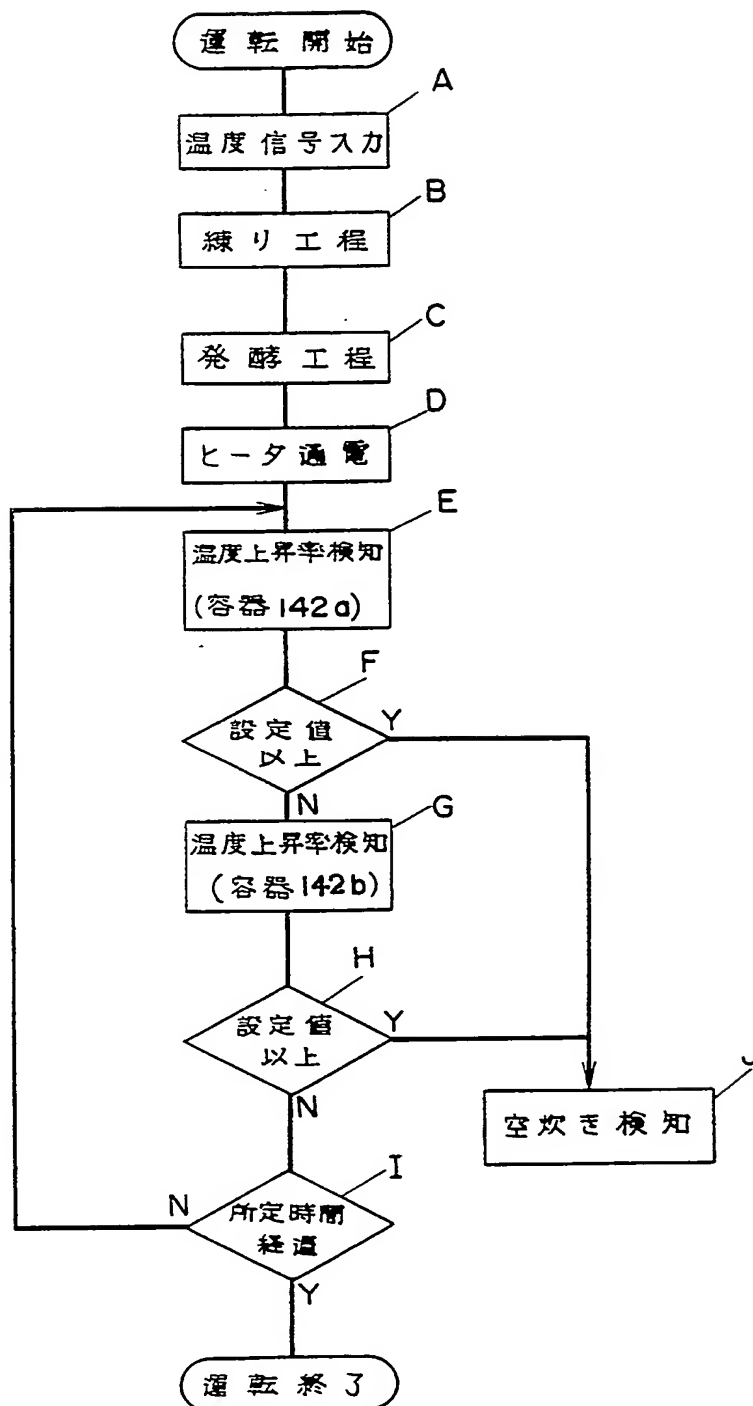 運転開始
A
温度信号入力
B
練り工程
C
発酵工程
D
ヒータ通電
E
温度上昇率検知
(容器142a)
F
設定値
以上
Y
N
G
温度上昇率検知
(容器142b)
H
設定値
以上
Y
N
J
空炊き検知
I
所定時間
経過
N
Y
運転終了